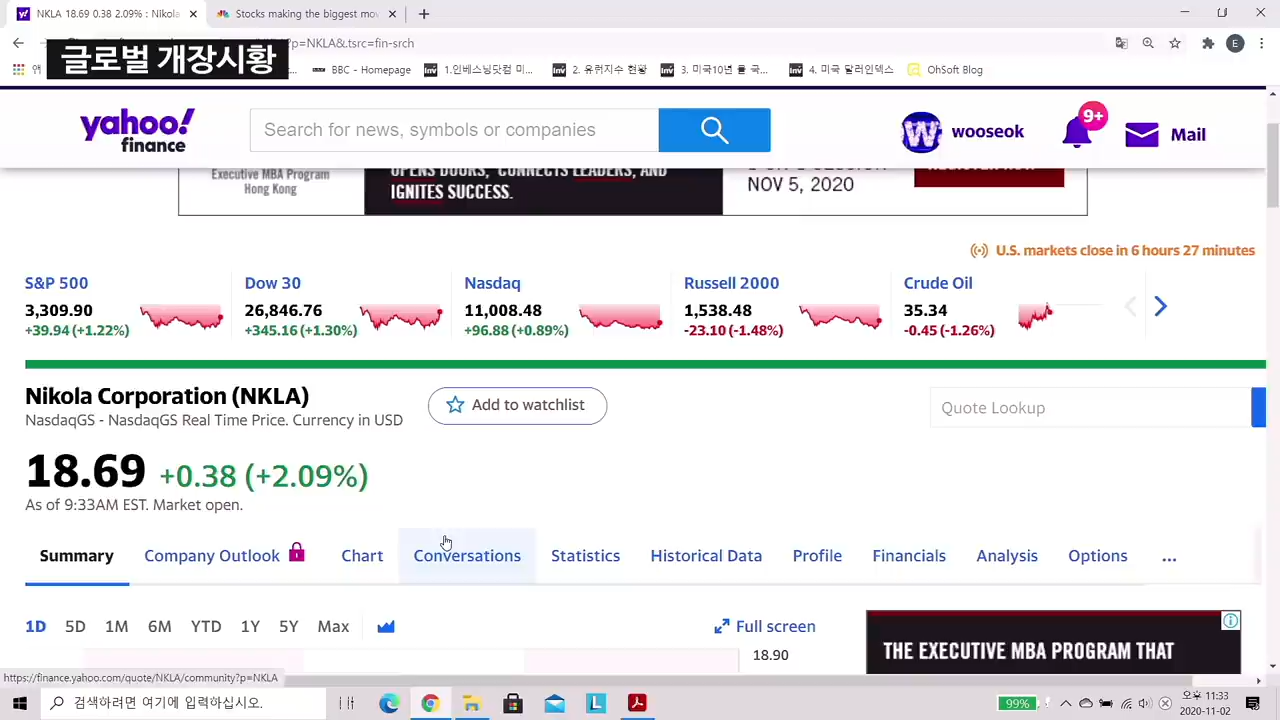 NKLA 18.69 0.38 2.09% : Nikola
Stocks making the biggest mo
글로벌 개장시황
?p=NKLA&.tsrc=fin-srch
BBC - Homepage
1.인베스닝닷컴 미...
2. 유뤕지수 현황
3. 미국10년 물 국...
4. 미국 달러인덱스
OhSoft Blog
yahoo!
finance
Search for news, symbols or companies
wooseok
9+
Mail
Executive MBA Program
Hong Kong
OPENS DOORS, CONNECTS LEADERS, AND
IGNITES SUCCESS.
NOV 5, 2020
U.S. markets close in 6 hours 27 minutes
S&P 500
3,309.90
+39.94 (+1.22%)
Dow 30
26,846.76
+345.16 (+1.30%)
Nasdaq
11,008.48
+96.88 (+0.89%)
Russell 2000
1,538.48
-23.10 (-1.48%)
Crude Oil
35.34
-0.45 (-1.26%)
Nikola Corporation (NKLA)
NasdaqGS - NasdaqGS Real Time Price. Currency in USD
Add to watchlist
Quote Lookup
18.69 +0.38 (+2.09%)
As of 9:33AM EST. Market open.
Summary
Company Outlook
Chart
Conversations
Statistics
Historical Data
Profile
Financials
Analysis
Options
...
1D 5D 1M 6M YTD 1Y 5Y Max
Full screen
18.90
THE EXECUTIVE MBA PROGRAM THAT
https://finance.yahoo.com/quote/NKLA/community?p=NKLA
검색하려면 여기에 입력하십시오.
99%
오후 11:33
2020-11-02